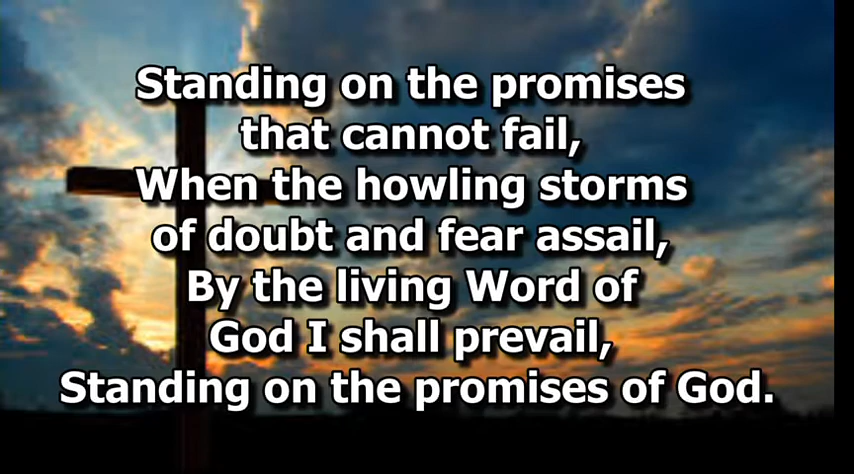 Standing on the promises
that cannot fail,
When the howling storms
of doubt and fear assail,
By the living Word of
God I shall prevail,
Standing on the promises of God.